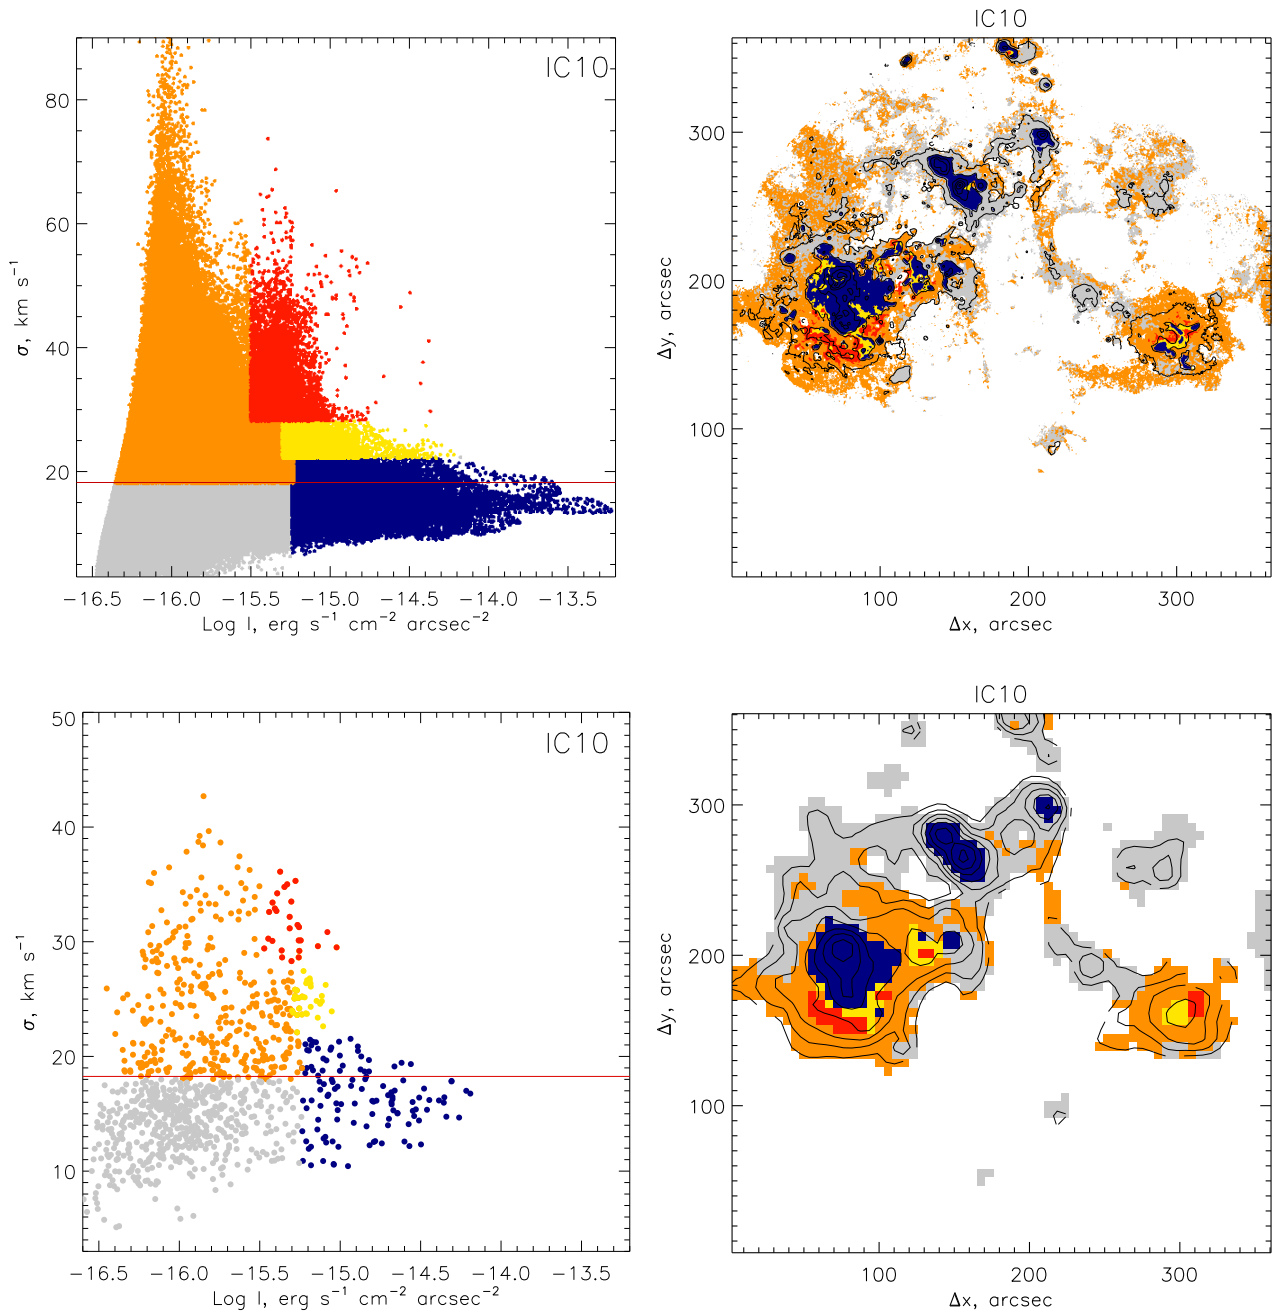 IC10
80
60
40
20
σ, km s⁻¹
−16.5 −16.0 −15.5 −15.0 −14.5 −14.0 −13.5
Log I, erg s⁻¹ cm⁻² arcsec⁻²
IC10
300
200
100
Δy, arcsec
100 200 300
Δx, arcsec
IC10
50
40
30
20
10
σ, km s⁻¹
−16.5 −16.0 −15.5 −15.0 −14.5 −14.0 −13.5
Log I, erg s⁻¹ cm⁻² arcsec⁻²
IC10
300
200
100
Δy, arcsec
100 200 300
Δx, arcsec